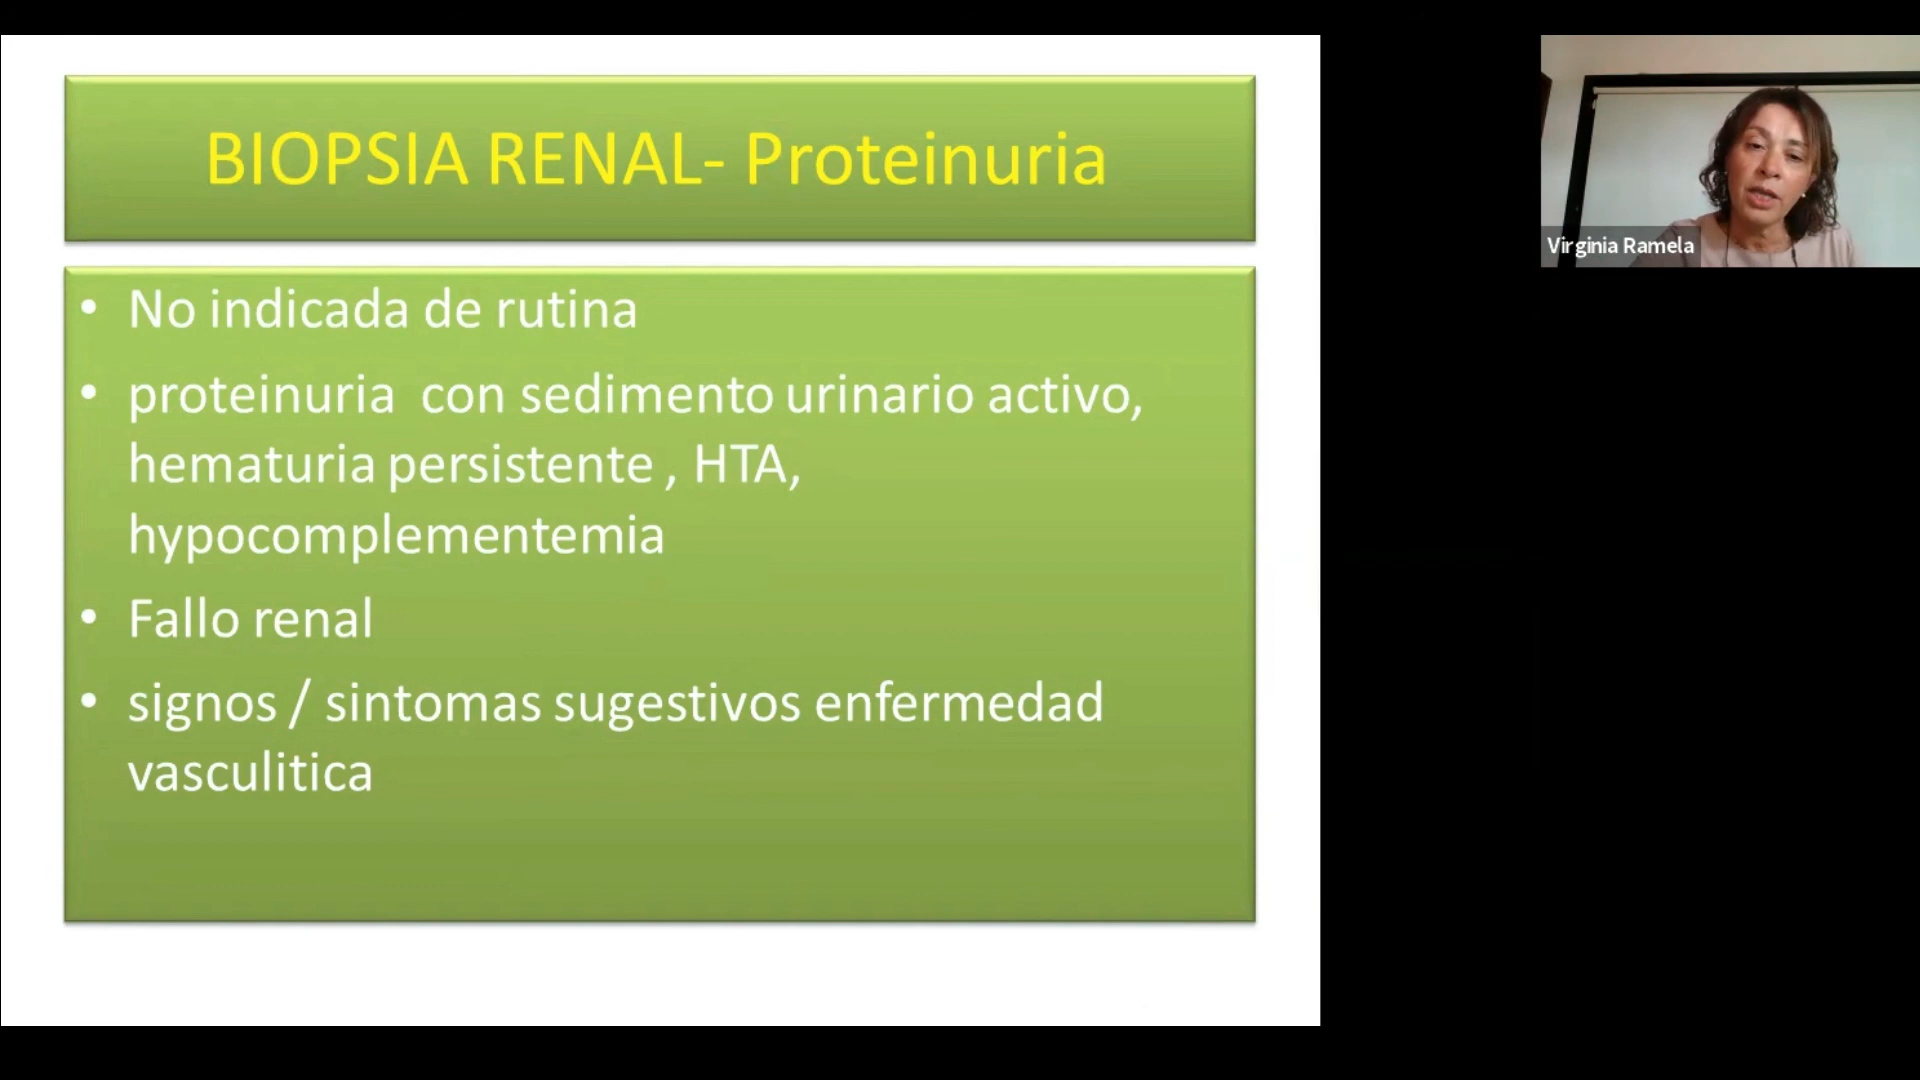 BIOPSIA RENAL- Proteinuria
• No indicada de rutina
• proteinuria con sedimento urinario activo,
hematuria persistente , HTA,
hypocomplementemia
• Fallo renal
• signos / sintomas sugestivos enfermedad
vasculitica
Virginia Ramela